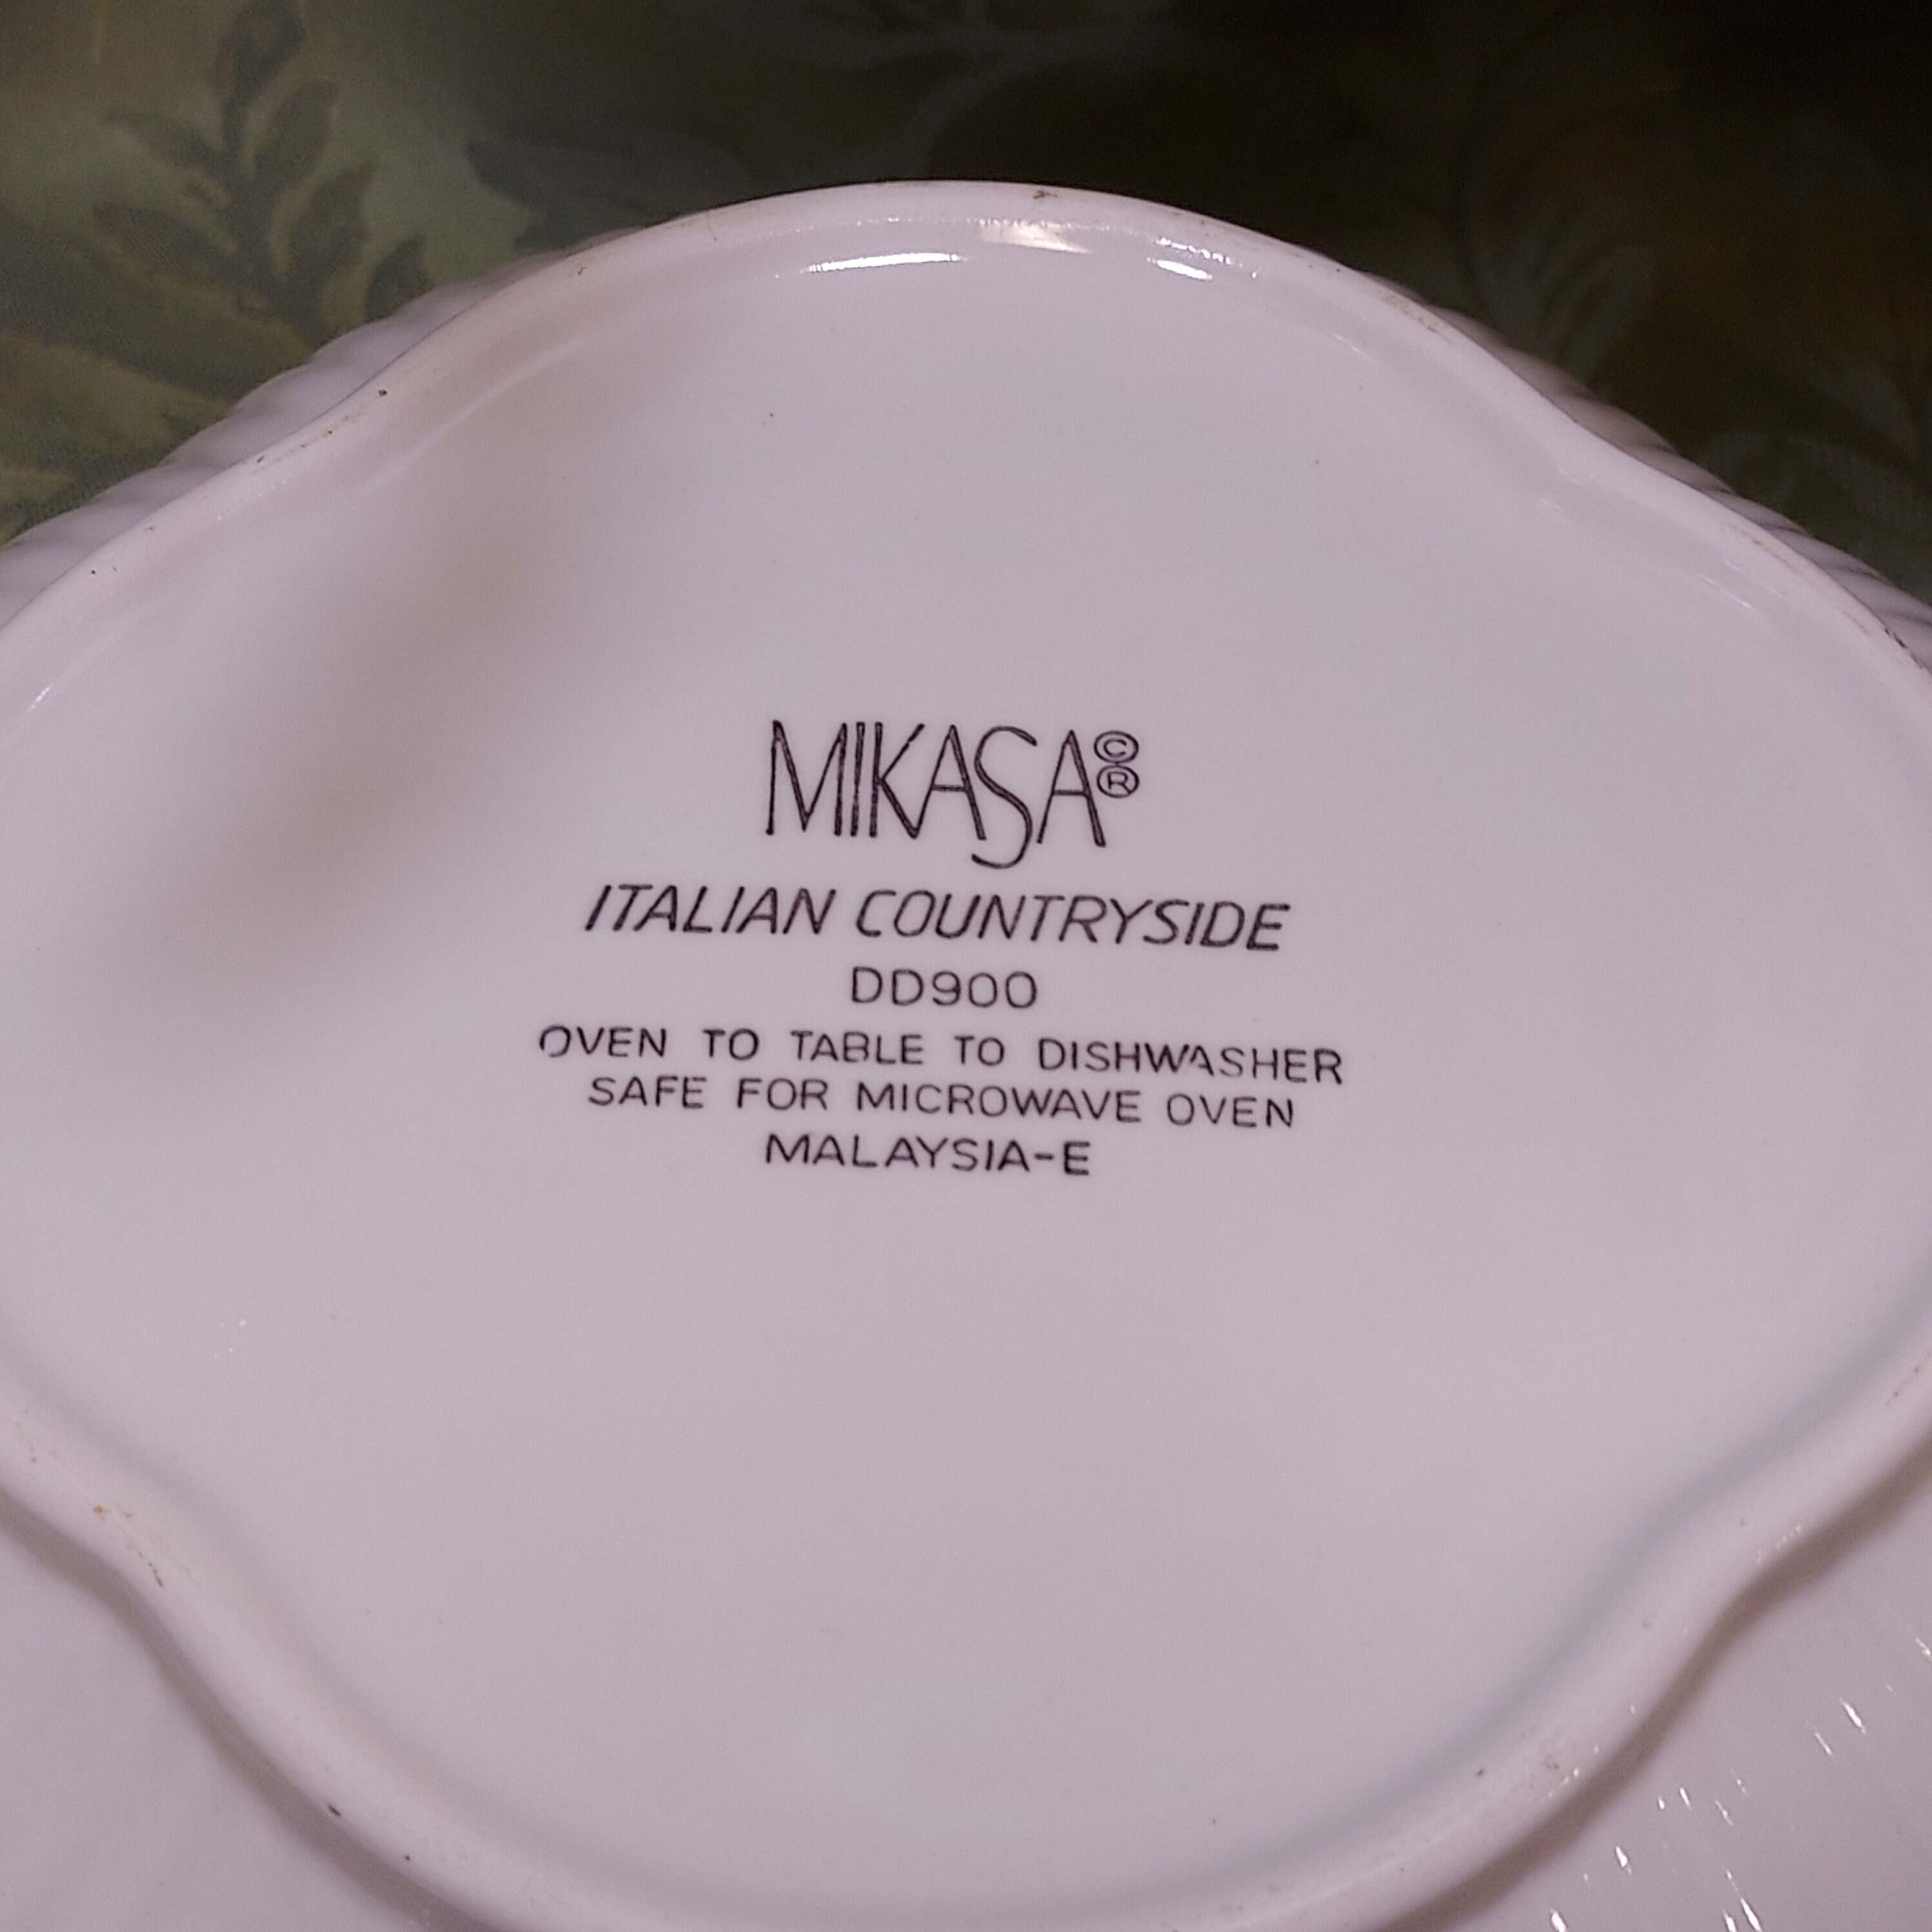 MIKASA©®
ITALIAN COUNTRYSIDE
DD900
OVEN TO TABLE TO DISHWASHER
SAFE FOR MICROWAVE OVEN
MALAYSIA-E